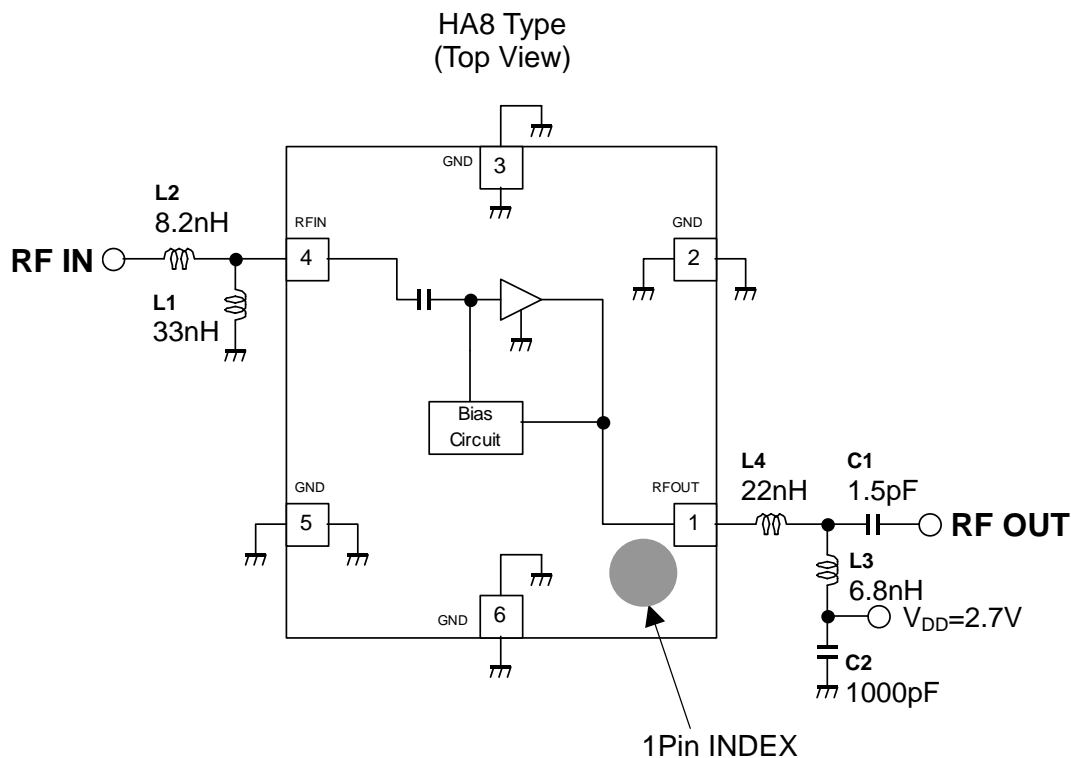 HA8 Type
(Top View)
GND
3
L2
8.2nH
RFIN
GND
RF IN
4
2
L1
33nH
Bias
Circuit
L4
C1
GND
RFOUT
22nH
1.5pF
5
1
RF OUT
L3
6.8nH
GND
6
VDD=2.7V
C2
1000pF
1Pin INDEX